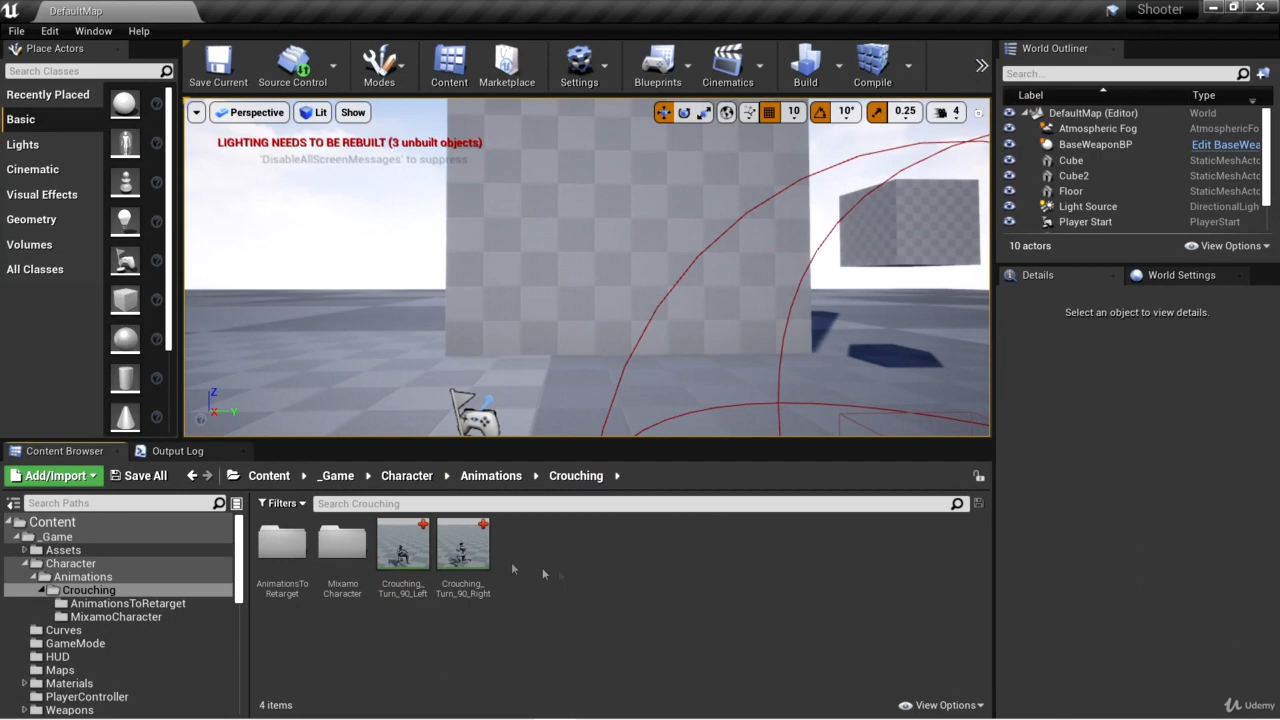 DefaultMap
Shooter
File Edit Window Help
Place Actors
Search Classes
Recently Placed
Basic
Lights
Cinematic
Visual Effects
Geometry
Volumes
All Classes
Save Current Source Control Modes Content Marketplace Settings Blueprints Cinematics Build Compile
Perspective Lit Show 10 10° 0.25 4
LIGHTING NEEDS TO BE REBUILT (3 unbuilt objects)
'DisableAllScreenMessages' to suppress
Z
X Y
World Outliner
Search...
Label Type
DefaultMap (Editor) World
Atmospheric Fog AtmosphericFo
BaseWeaponBP Edit BaseWea
Cube StaticMeshActo
Cube2 StaticMeshActo
Floor StaticMeshActo
Light Source DirectionalLigh
Player Start PlayerStart
10 actors View Options
Details World Settings
Select an object to view details.
Content Browser Output Log
Add/Import Save All Content _Game Character Animations Crouching
Search Paths Filters Search Crouching
Content
_Game
Assets
Character
Animations
Crouching
AnimationsToRetarget
MixamoCharacter
Curves
GameMode
HUD
Maps
Materials
PlayerController
Weapons
AnimationsTo
Retarget
Mixamo
Character
Crouching_
Turn_90_Left
Crouching_
Turn_90_Right
4 items View Options
Udemy